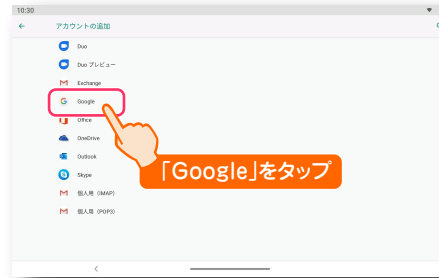 10:30
アカウントの追加
Duo
Duo プレビュー
Exchange
Google
Office
OneDrive
Outlook
Skype
個人用 (IMAP)
個人用 (POP3)
「Google」をタップ